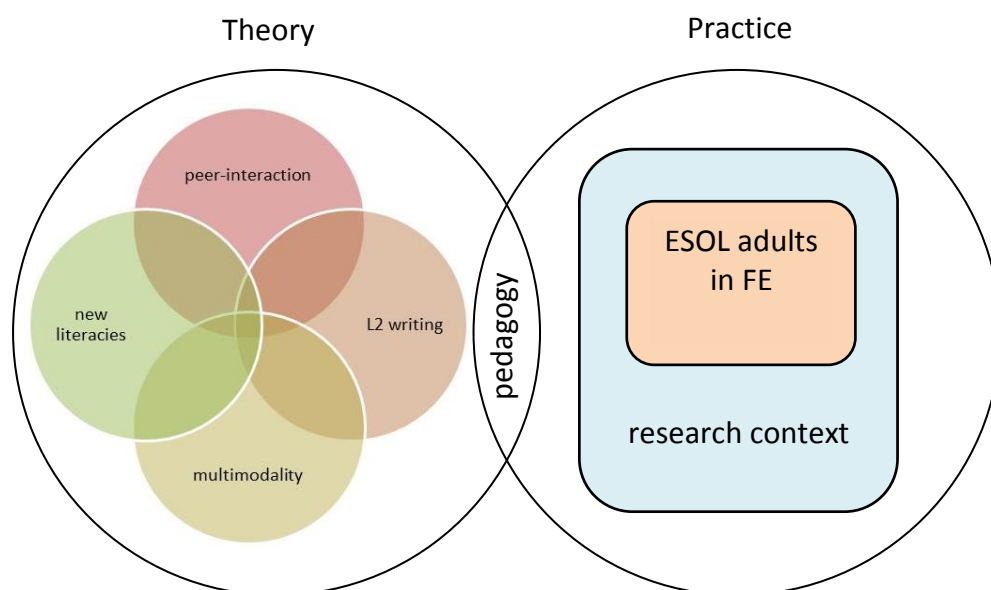 Theory
Practice
peer-interaction
new
literacies
L2 writing
multimodality
pedagogy
ESOL adults
in FE
research context